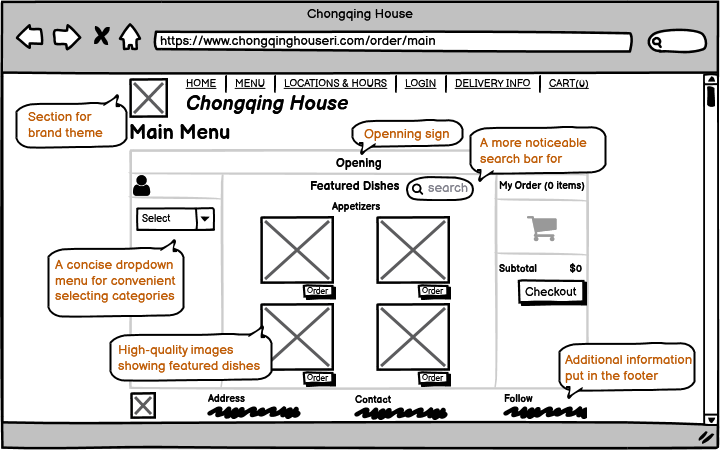 Chongqing House
https://www.chongqinghouseri.com/order/main
HOME MENU LOCATIONS & HOURS LOGIN DELIVERY INFO CART(0)
Chongqing House
Section for
brand theme
Main Menu
Openning sign
A more noticeable
search bar for
Opening
Featured Dishes
search
My Order (0 items)
Appetizers
Select
A concise dropdown
menu for convenient
selecting categories
Order
Order
Subtotal $0
Checkout
High-quality images
showing featured dishes
Order
Order
Additional information
put in the footer
Address
Contact
Follow